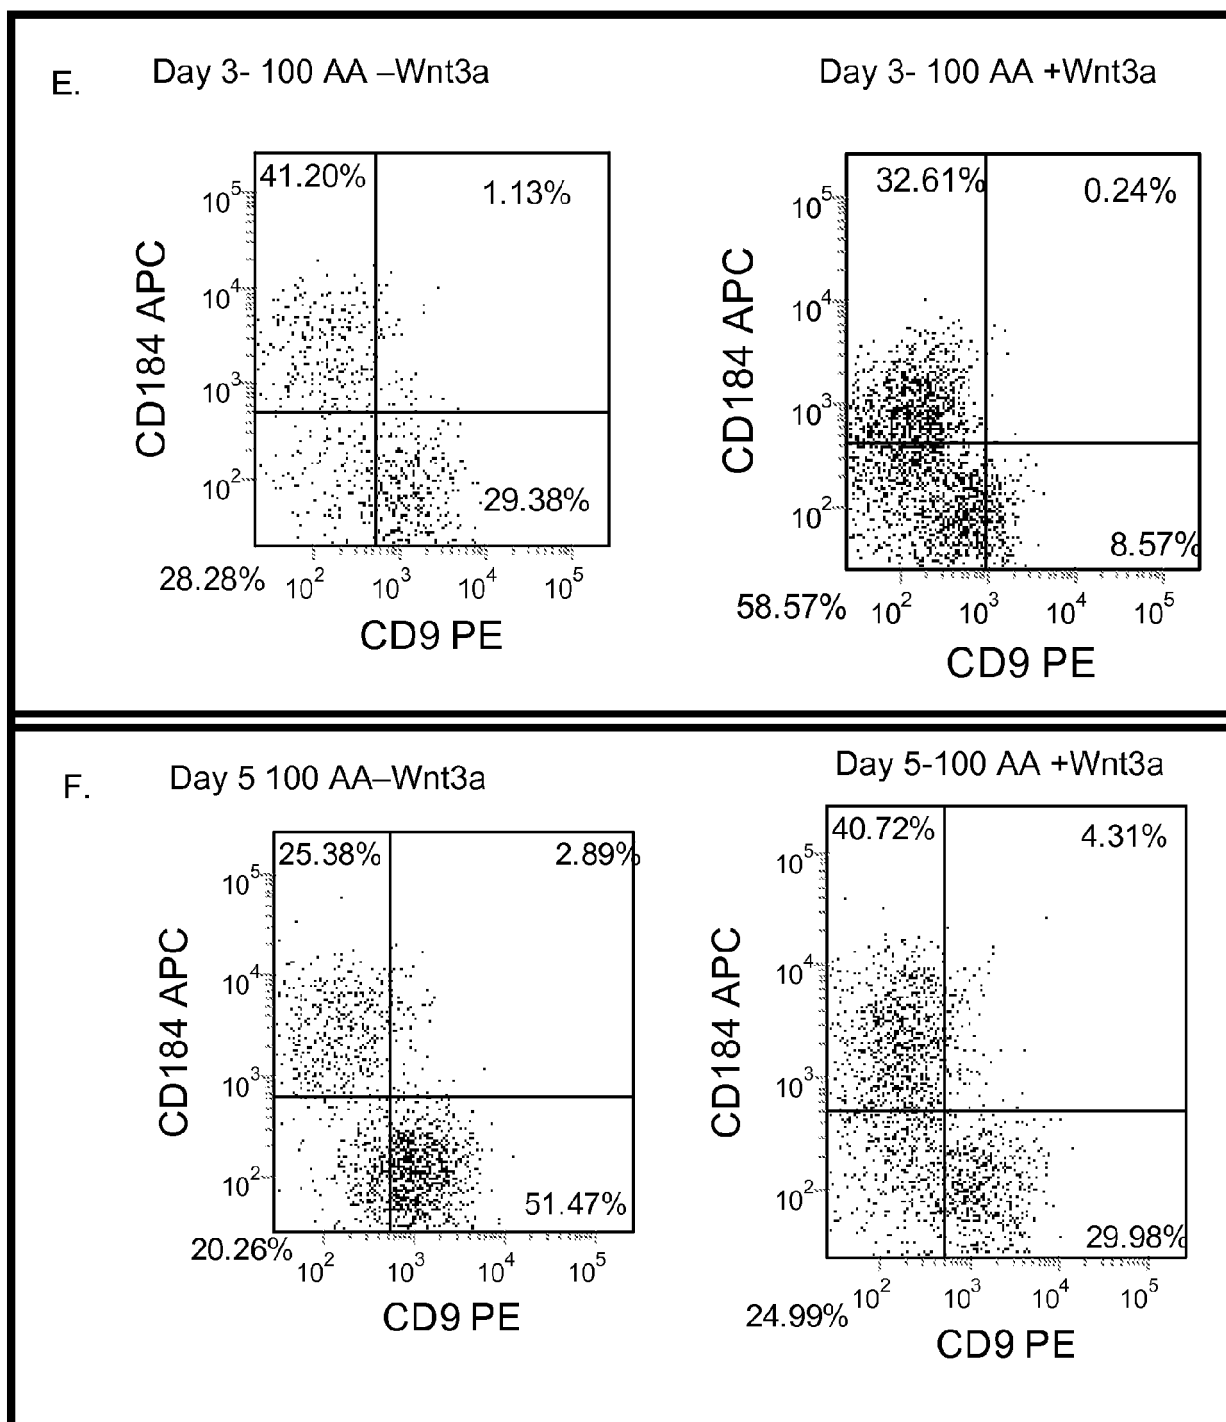 E.
Day 3- 100 AA –Wnt3a
Day 3- 100 AA +Wnt3a
41.20%
1.13%
10^5
10^4
10^3
10^2
CD184 APC
29.38%
28.28%
10^2 10^3 10^4 10^5
CD9 PE
32.61%
0.24%
10^5
10^4
10^3
10^2
CD184 APC
8.57%
58.57%
10^2 10^3 10^4 10^5
CD9 PE
F.
Day 5 100 AA–Wnt3a
Day 5-100 AA +Wnt3a
25.38%
2.89%
10^5
10^4
10^3
10^2
CD184 APC
51.47%
20.26%
10^2 10^3 10^4 10^5
CD9 PE
40.72%
4.31%
10^5
10^4
10^3
10^2
CD184 APC
29.98%
24.99%
10^2 10^3 10^4 10^5
CD9 PE